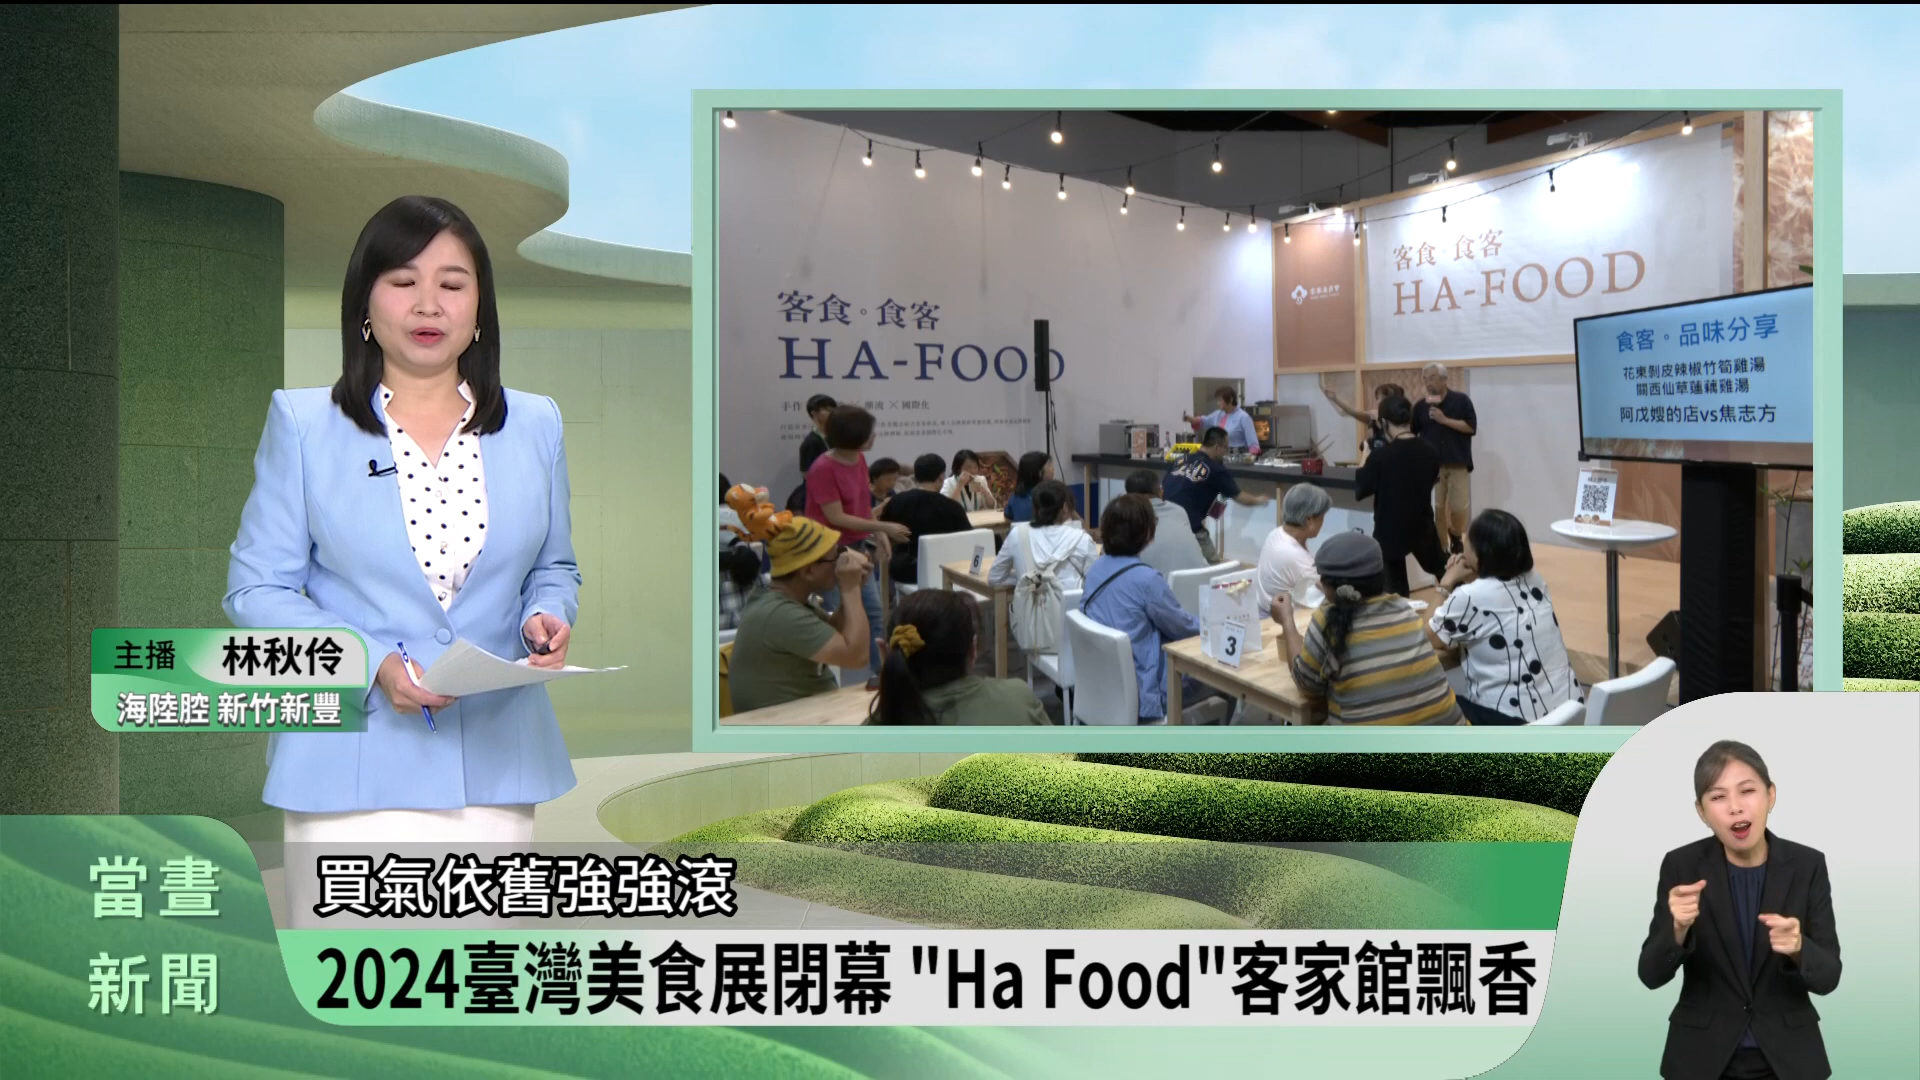 客食。食客
HA-FOOD
客食。食客
HA-FOOD
食客。品味分享
花東剝皮辣椒竹筍雞湯
關西仙草蓮藕雞湯
阿戊嫂的店vs焦志方
6
3
主播 林秋伶
海陸腔 新竹新豐
當晝
新聞
買氣依舊強強滾
2024臺灣美食展閉幕 "Ha Food"客家館飄香